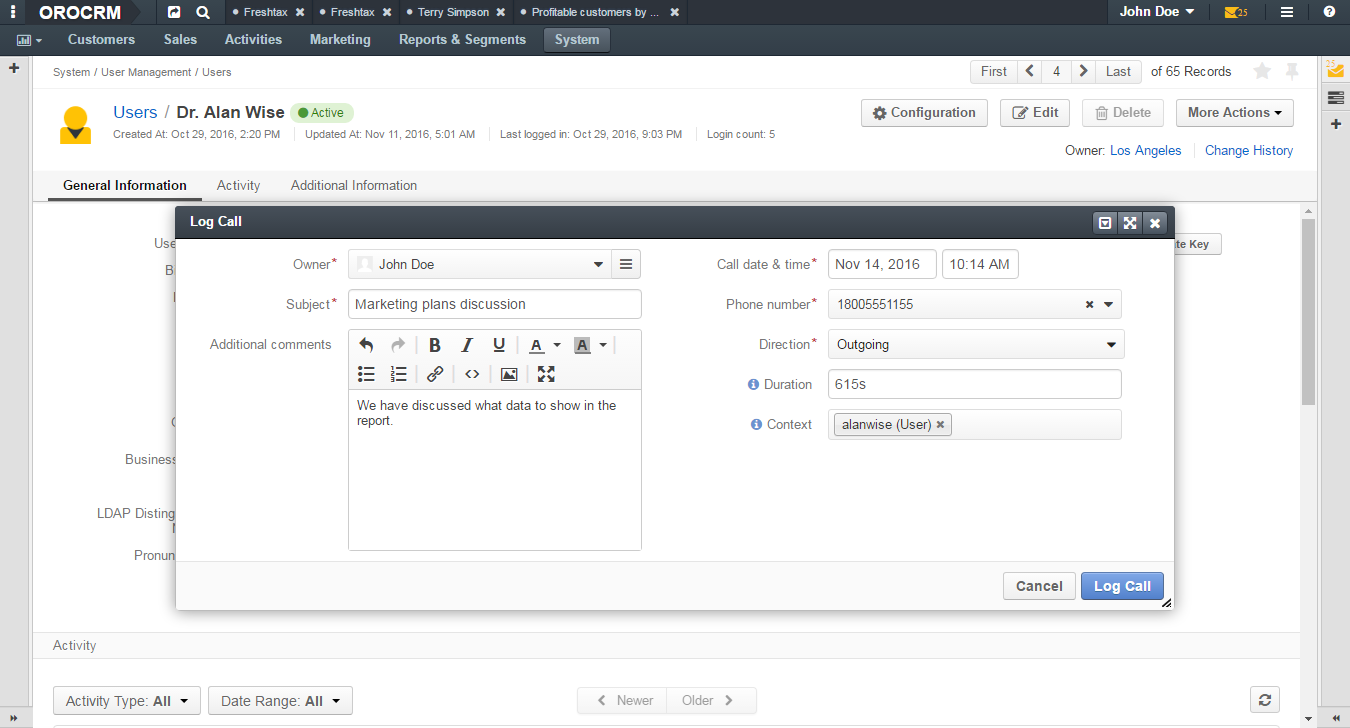 OROCRM
Freshtax
Freshtax
Terry Simpson
Profitable customers by ...
John Doe
25
Customers
Sales
Activities
Marketing
Reports & Segments
System
System / User Management / Users
First
4
Last
of 65 Records
25
Users / Dr. Alan Wise
Active
Configuration
Edit
Delete
More Actions
Created At: Oct 29, 2016, 2:20 PM
Updated At: Nov 11, 2016, 5:01 AM
Last logged in: Oct 29, 2016, 9:03 PM
Login count: 5
Owner: Los Angeles
Change History
General Information
Activity
Additional Information
Log Call
Owner*
John Doe
Call date & time*
Nov 14, 2016
10:14 AM
Key
Subject*
Marketing plans discussion
Phone number*
18005551155
Additional comments
B
I
U
A
A
Direction*
Outgoing
Duration
615s
We have discussed what data to show in the
report.
Context
alanwise (User)
Business
LDAP Disting
Pronun
Cancel
Log Call
Activity
Activity Type: All
Date Range: All
Newer
Older